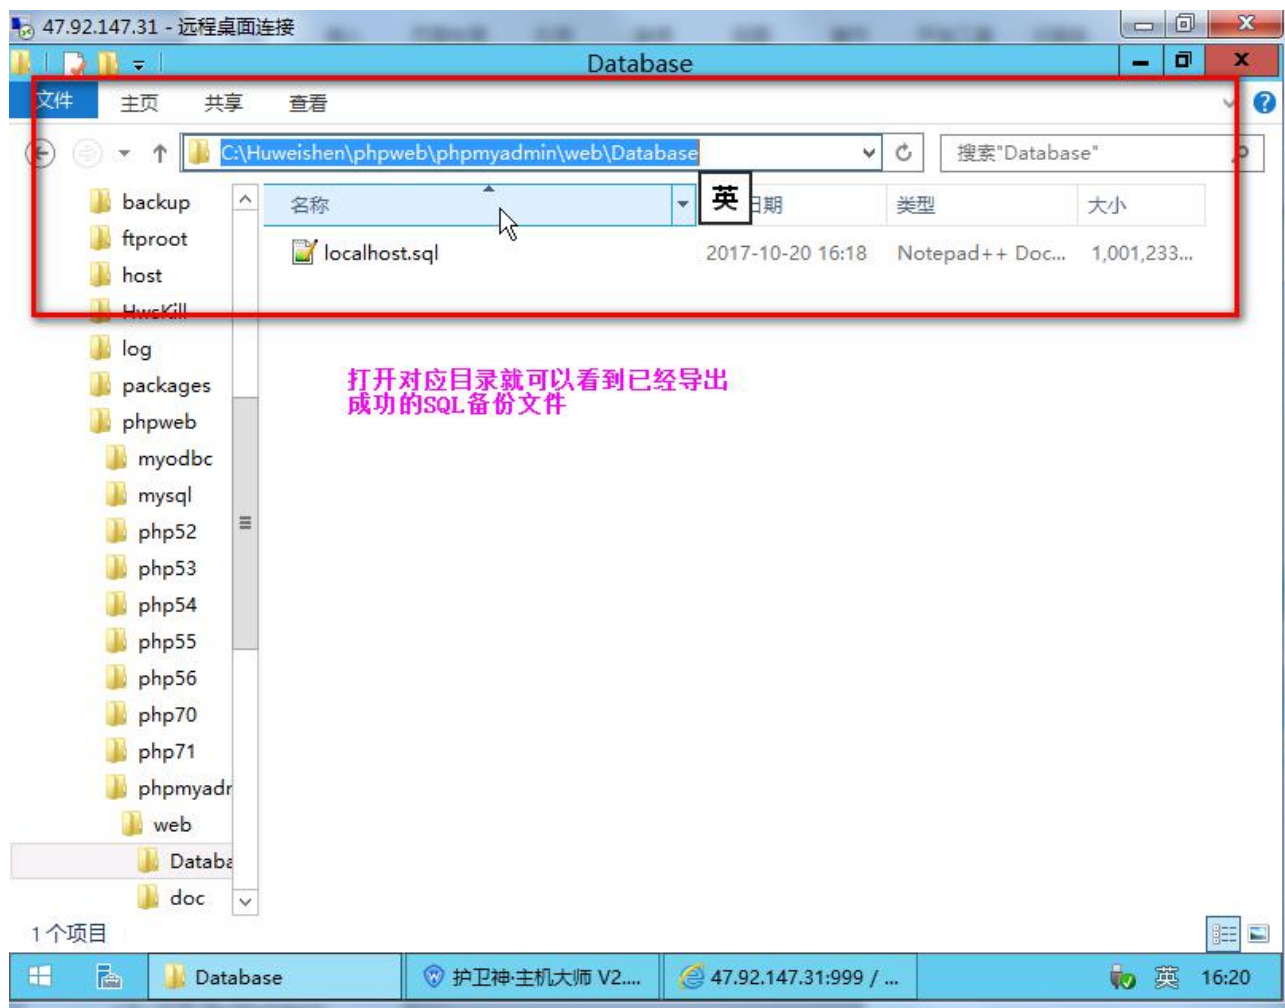 47.92.147.31 - 远程桌面连接
Database
文件 主页 共享 查看
C:\Huweishen\phpweb\phpmyadmin\web\Database
搜索"Database"
名称 英 日期 类型 大小
localhost.sql 2017-10-20 16:18 Notepad++ Doc... 1,001,233...
backup
ftproot
host
HwsKill
log
packages
phpweb
myodbc
mysql
php52
php53
php54
php55
php56
php70
php71
phpmyadr
web
Databa
doc
打开对应目录就可以看到已经导出
成功的SQL备份文件
1 个项目
Database 护卫神·主机大师 V2.... 47.92.147.31:999 / ... 英 16:20